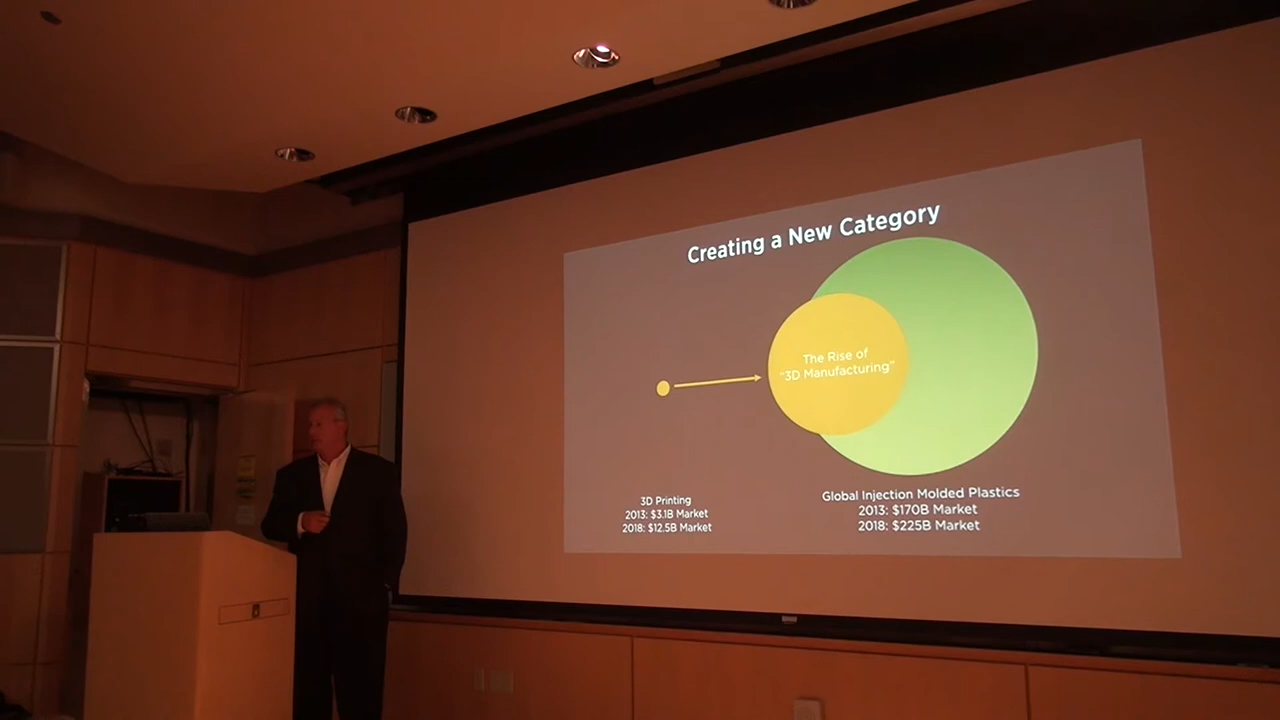 Creating a New Category
The Rise of
"3D Manufacturing"
3D Printing
2013: $3.1B Market
2018: $12.5B Market
Global Injection Molded Plastics
2013: $170B Market
2018: $225B Market